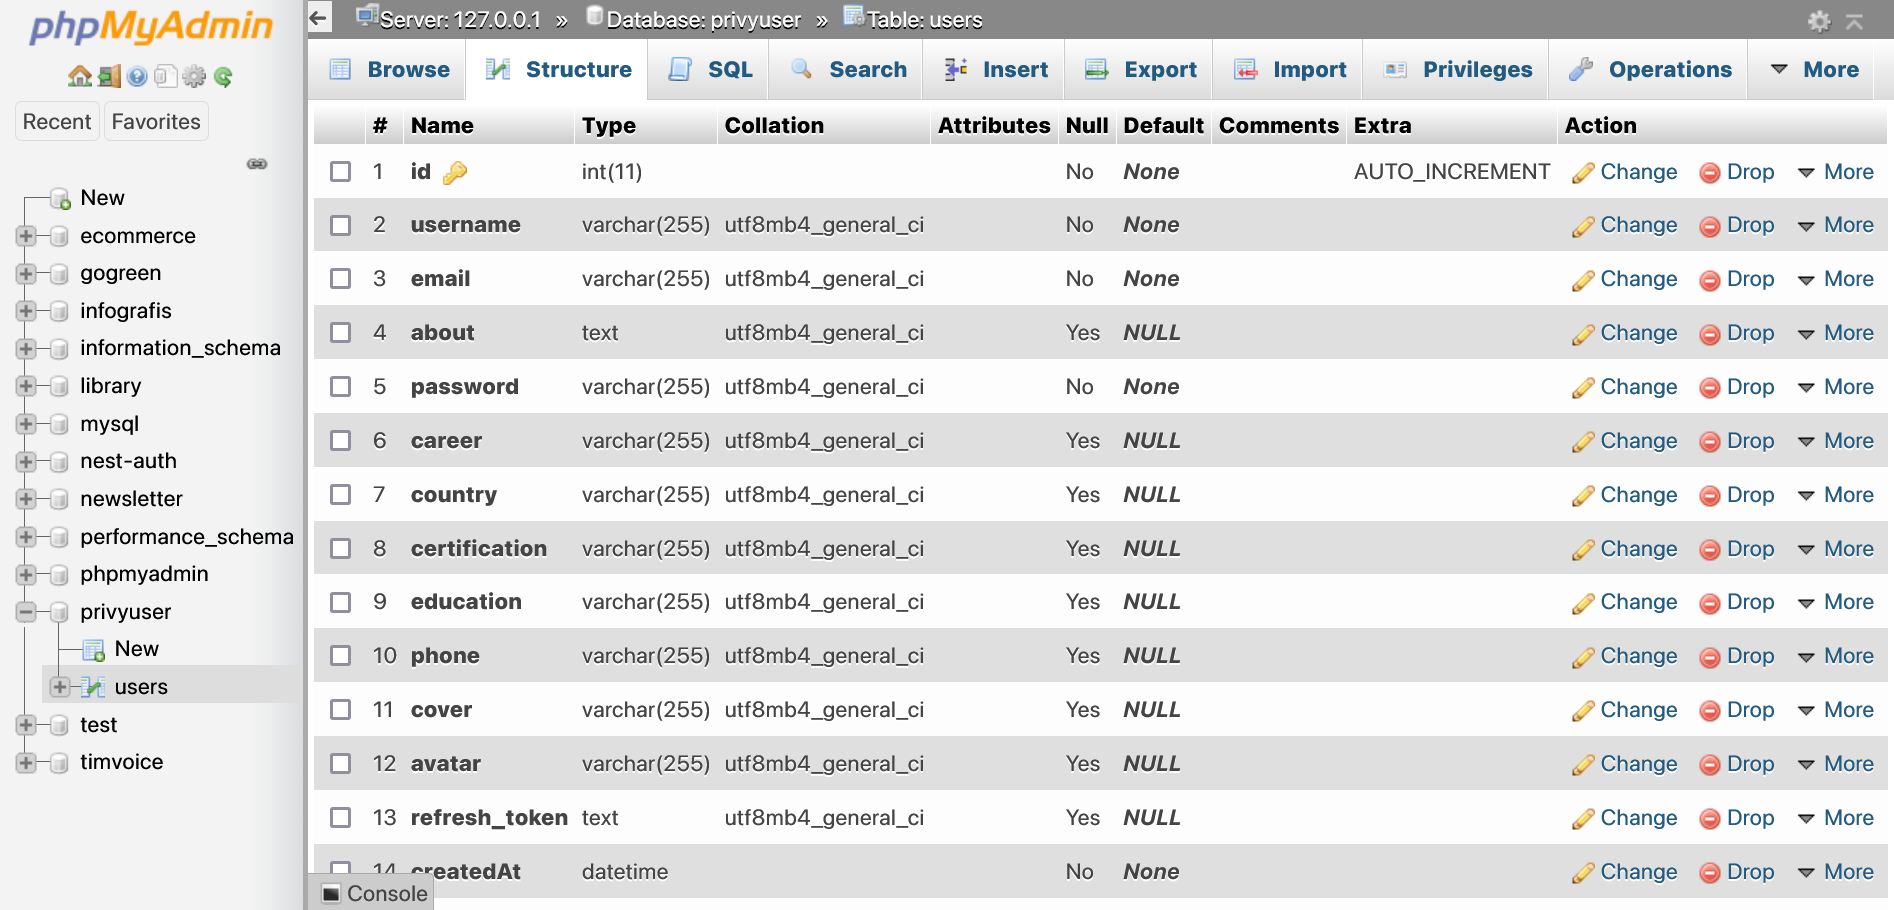 phpMyAdmin
Recent Favorites
New
ecommerce
gogreen
infografis
information_schema
library
mysql
nest-auth
newsletter
performance_schema
phpmyadmin
privyuser
New
users
test
timvoice
Server: 127.0.0.1 » Database: privyuser » Table: users
Browse Structure SQL Search Insert Export Import Privileges Operations More
# Name Type Collation Attributes Null Default Comments Extra Action
1 id int(11) No None AUTO_INCREMENT Change Drop More
2 username varchar(255) utf8mb4_general_ci No None Change Drop More
3 email varchar(255) utf8mb4_general_ci No None Change Drop More
4 about text utf8mb4_general_ci Yes NULL Change Drop More
5 password varchar(255) utf8mb4_general_ci No None Change Drop More
6 career varchar(255) utf8mb4_general_ci Yes NULL Change Drop More
7 country varchar(255) utf8mb4_general_ci Yes NULL Change Drop More
8 certification varchar(255) utf8mb4_general_ci Yes NULL Change Drop More
9 education varchar(255) utf8mb4_general_ci Yes NULL Change Drop More
10 phone varchar(255) utf8mb4_general_ci Yes NULL Change Drop More
11 cover varchar(255) utf8mb4_general_ci Yes NULL Change Drop More
12 avatar varchar(255) utf8mb4_general_ci Yes NULL Change Drop More
13 refresh_token text utf8mb4_general_ci Yes NULL Change Drop More
14 createdAt datetime No None Change Drop More
Console